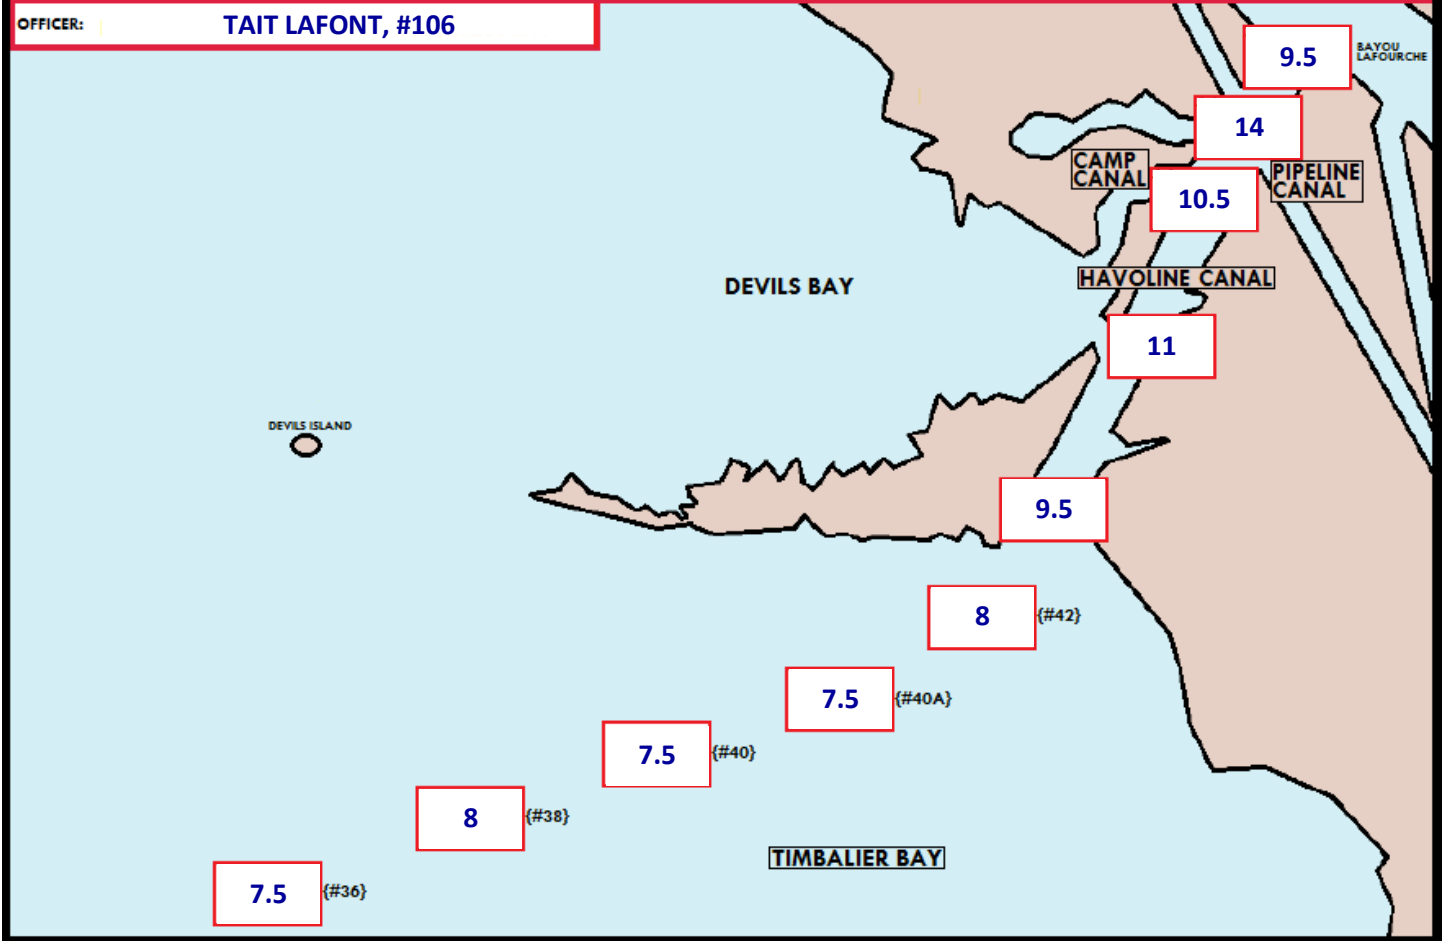 OFFICER: TAIT LAFONT, #106
9.5
BAYOU
LAFOURCHE
14
CAMP
CANAL
PIPELINE
CANAL
10.5
HAVOLINE CANAL
DEVILS BAY
11
DEVILS ISLAND
9.5
8 {#42}
7.5 {#40A}
7.5 {#40}
8 {#38}
TIMBALIER BAY
7.5 {#36}